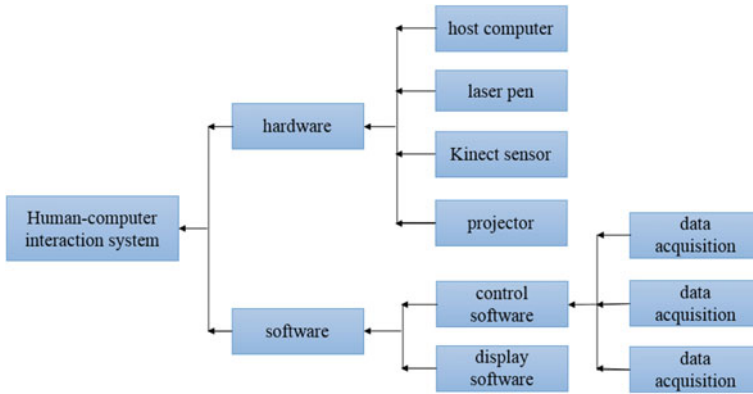 host computer
laser pen
hardware
Kinect sensor
projector
Human-computer
interaction system
data
acquisition
control
software
data
acquisition
software
display
software
data
acquisition